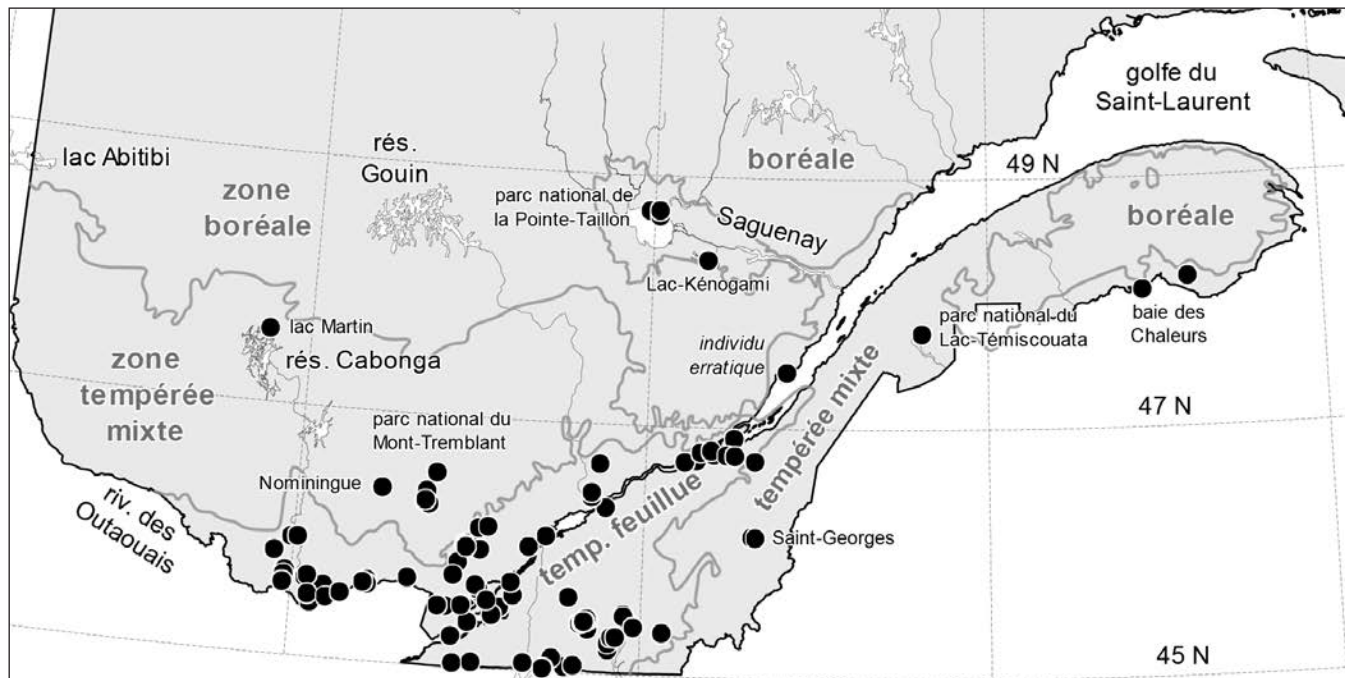 golfe du
Saint-Laurent
lac Abitibi
rés.
Gouin
boréale
49 N
zone
boréale
parc national de
la Pointe-Taillon
Saguenay
boréale
Lac-Kénogami
lac Martin
rés. Cabonga
individu
erratique
parc national du
Lac-Témiscouata
baie des
Chaleurs
zone
tempérée
mixte
parc national du
Mont-Tremblant
47 N
tempérée mixte
Nominingue
riv. des
Outaouais
temp. feuillue
Saint-Georges
45 N